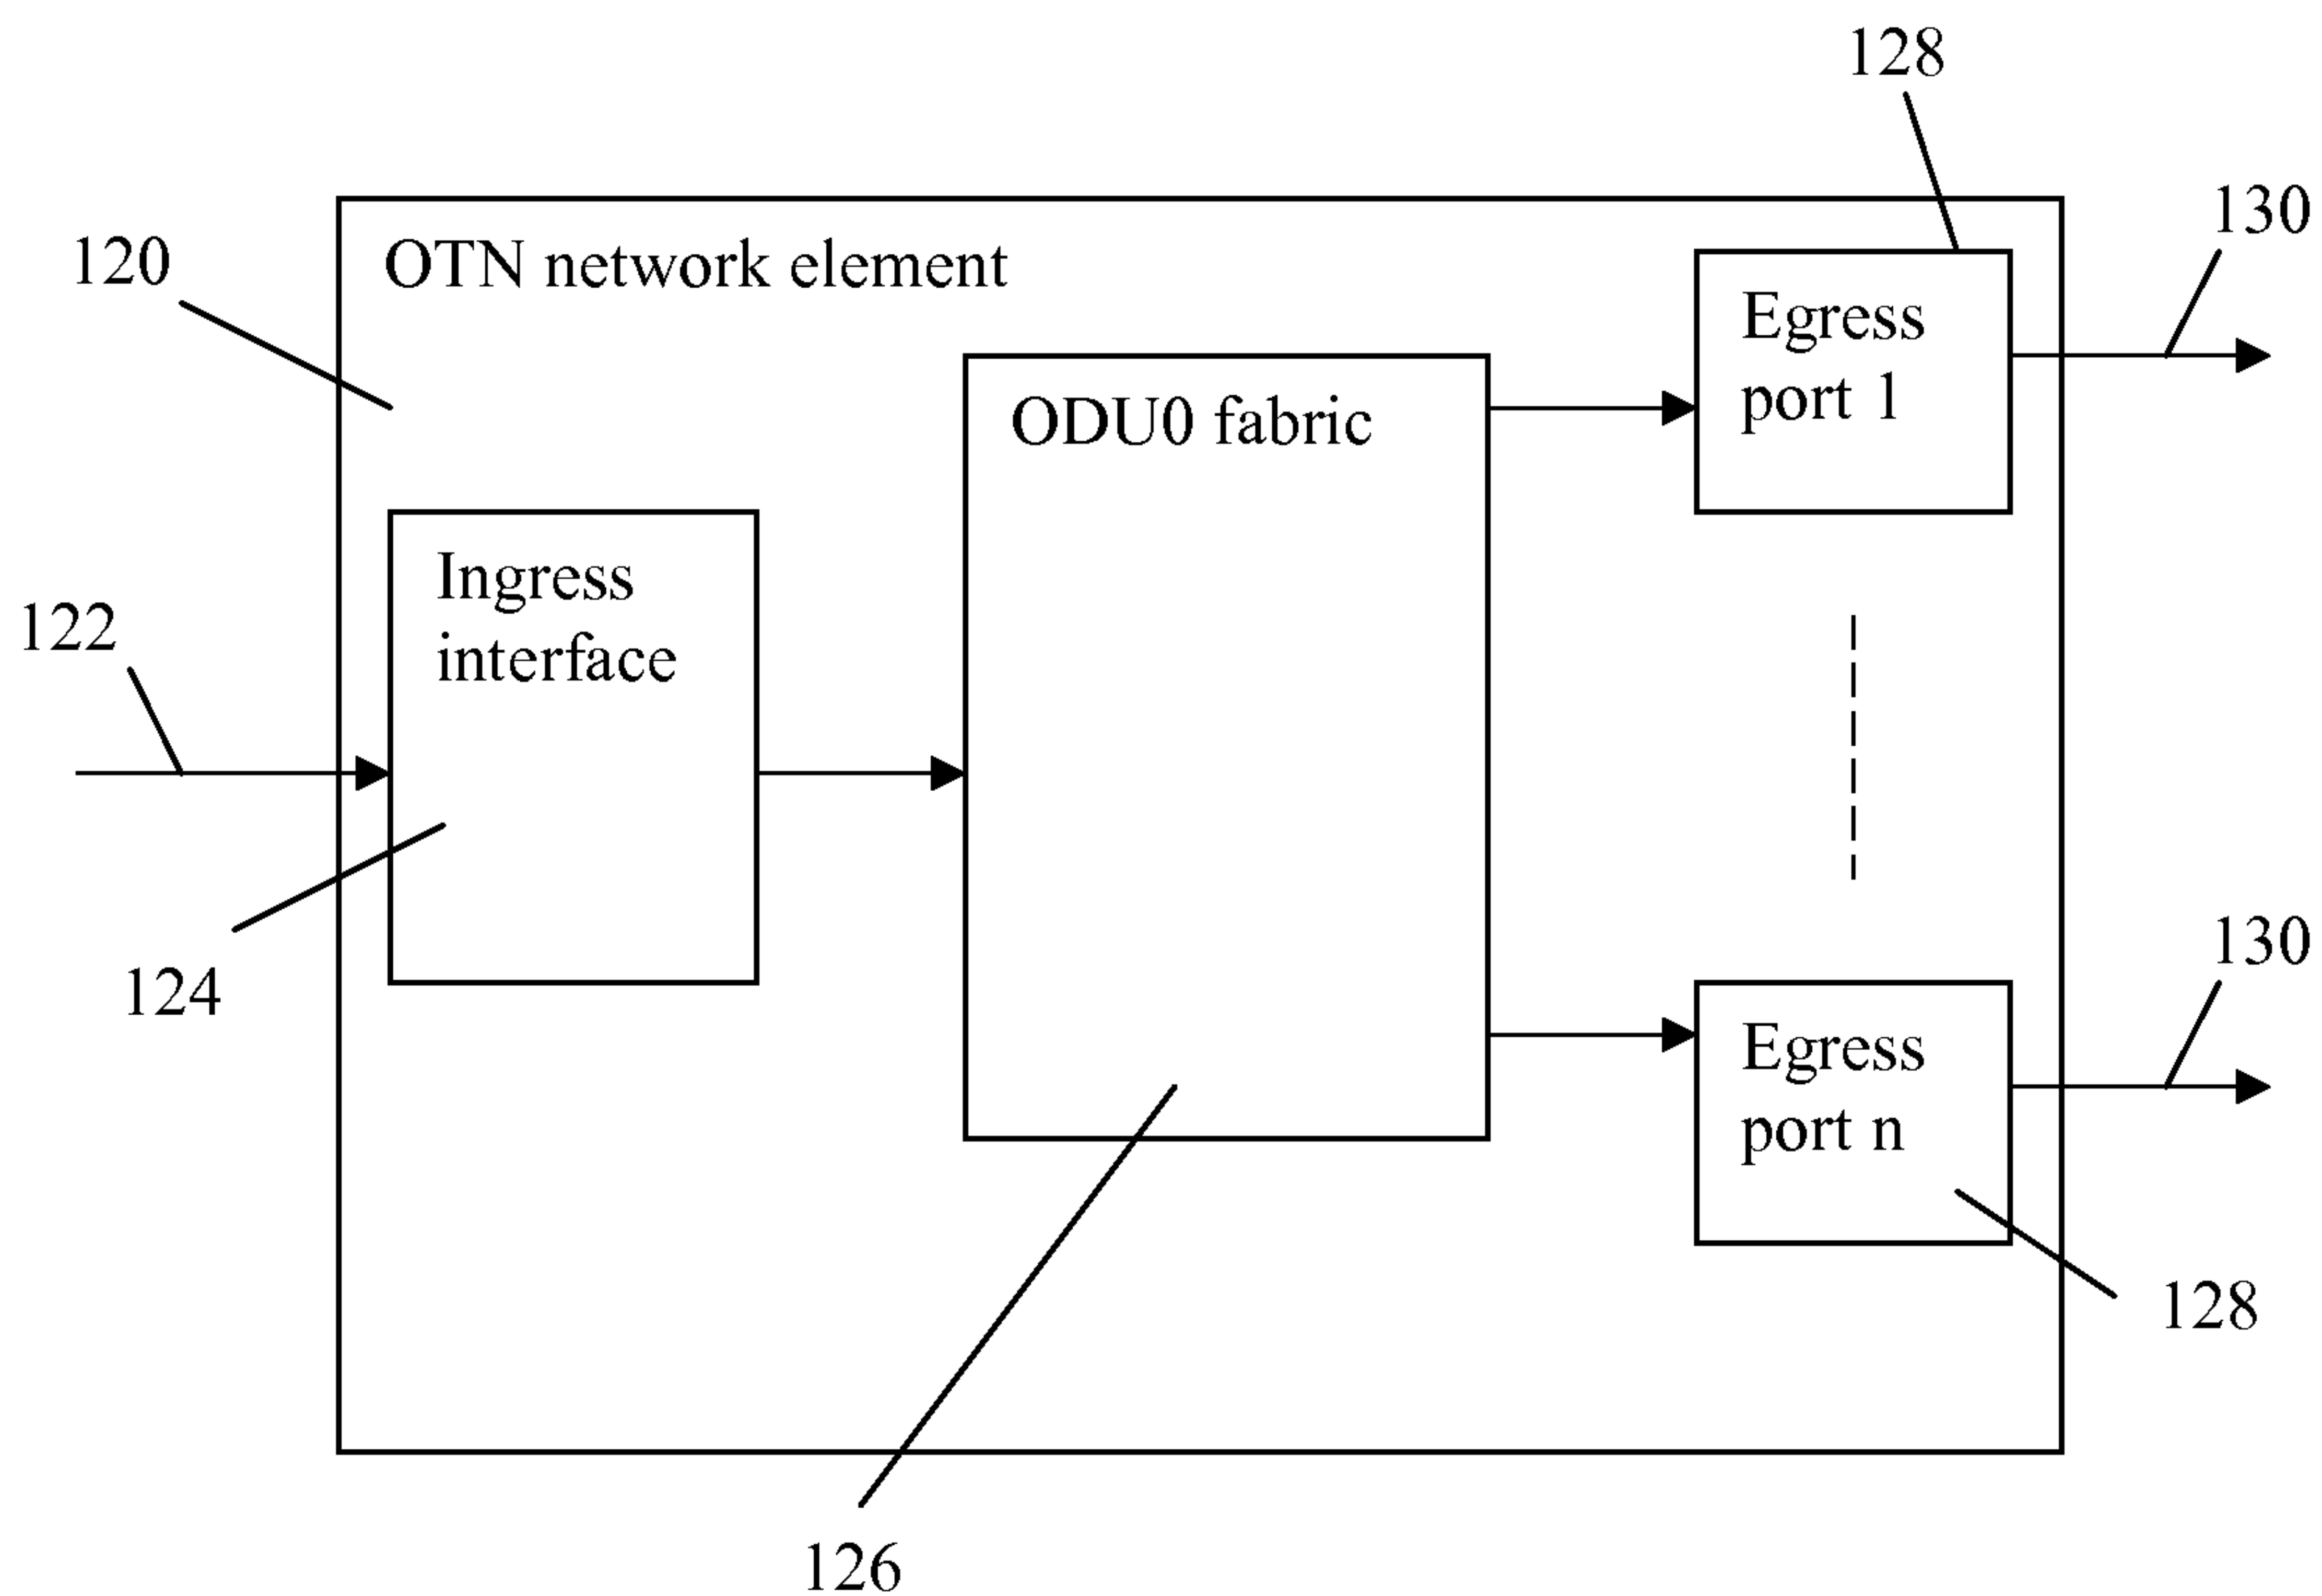 128
130
120
OTN network element
Egress
port 1
ODU0 fabric
Ingress
interface
122
124
130
Egress
port n
128
126